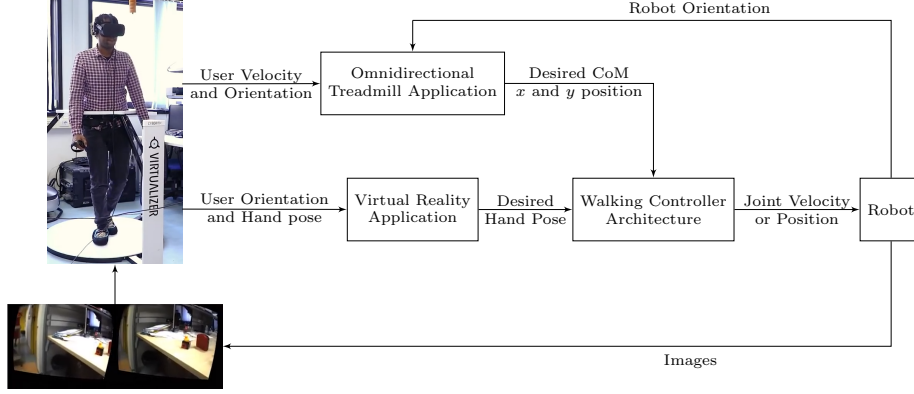 Robot Orientation
User Velocity
and Orientation
Omnidirectional
Treadmill Application
Desired CoM
x and y position
VIRTUALIZER
User Orientation
and Hand pose
Virtual Reality
Application
Desired
Hand Pose
Walking Controller
Architecture
Joint Velocity
or Position
Robot
Images